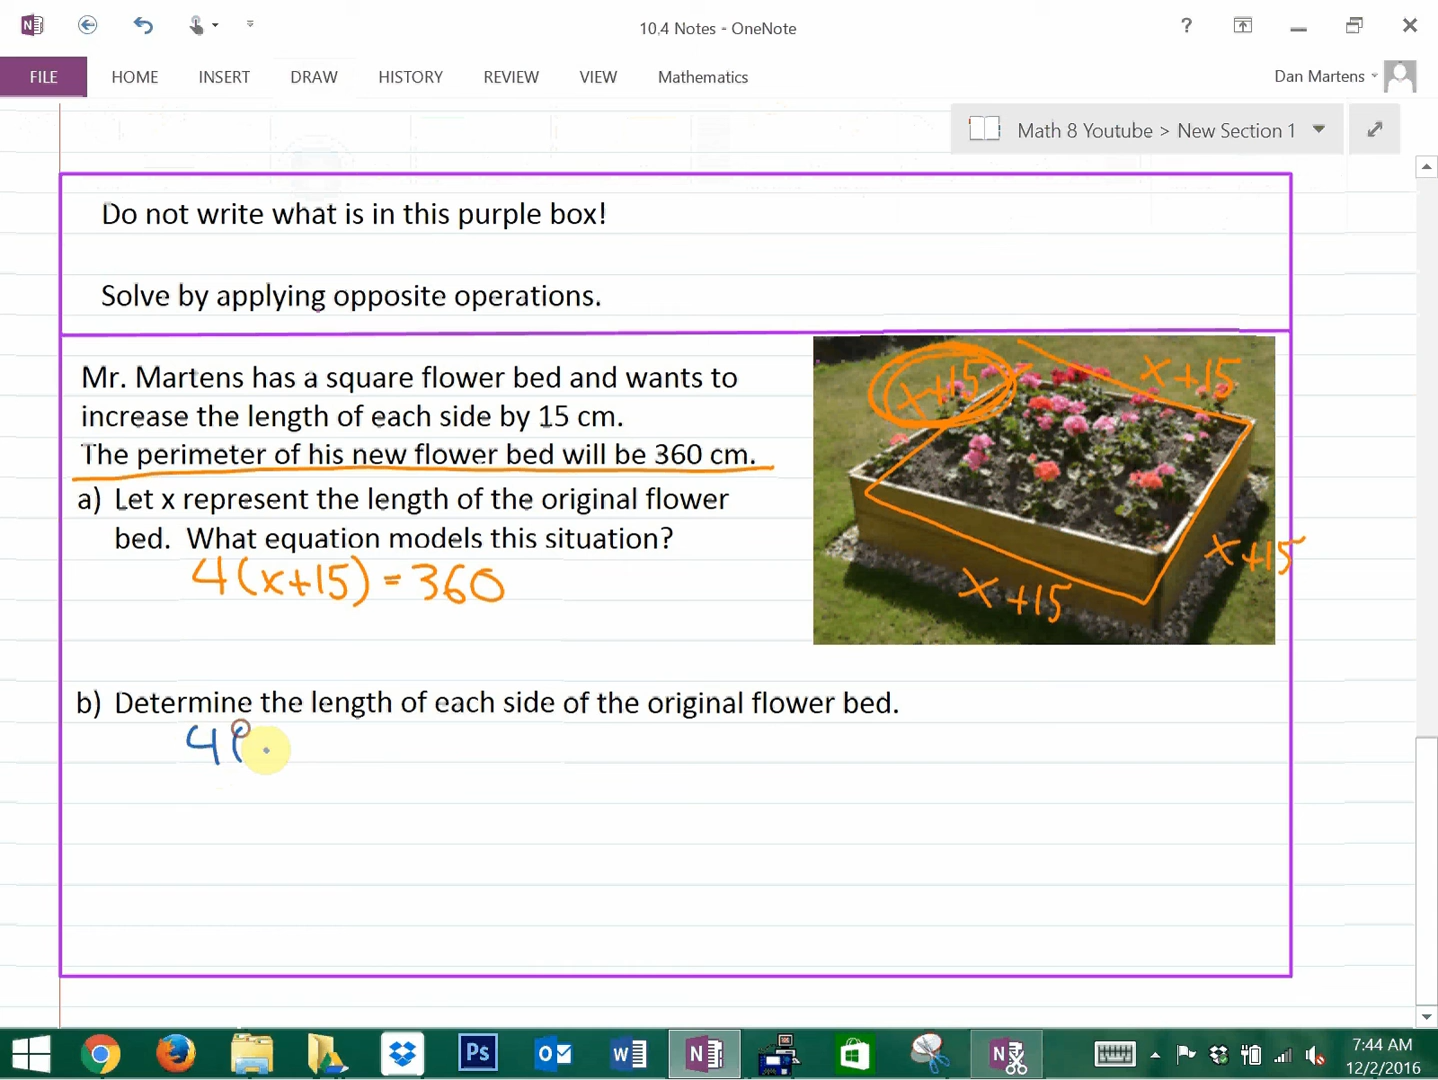 10.4 Notes - OneNote
?
FILE HOME INSERT DRAW HISTORY REVIEW VIEW Mathematics
Dan Martens
Math 8 Youtube > New Section 1
Do not write what is in this purple box!
Solve by applying opposite operations.
Mr. Martens has a square flower bed and wants to
increase the length of each side by 15 cm.
The perimeter of his new flower bed will be 360 cm.
a) Let x represent the length of the original flower
bed. What equation models this situation?
4(x+15) = 360
x+15
x+15
x+15
x+15
b) Determine the length of each side of the original flower bed.
4(
Ps
7:44 AM
12/2/2016